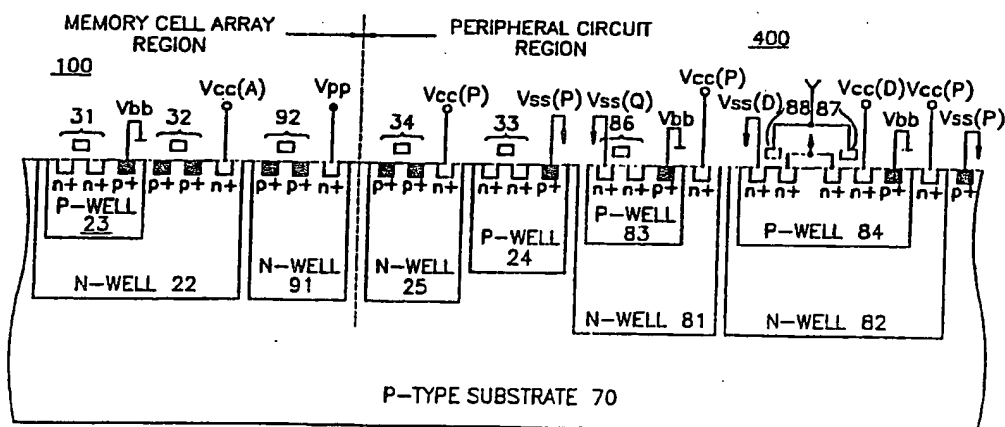 MEMORY CELL ARRAY REGION
PERIPHERAL CIRCUIT REGION
100
400
31 Vbb 32 Vcc(A) 92 Vpp 34 Vcc(P) 33 Vss(P) Vss(Q) 86 Vbb Vcc(P) Vss(D) 88 87 Vcc(D) Vbb Vcc(P) Vss(P)
n+ n+ p+ p+ p+ n+ p+ p+ n+ p+ p+ n+ n+ n+ p+ n+ n+ p+ n+ n+ n+ n+ n+ p+ n+ p+
P-WELL 23
N-WELL 22
N-WELL 91
N-WELL 25
P-WELL 24
P-WELL 83
N-WELL 81
P-WELL 84
N-WELL 82
P-TYPE SUBSTRATE 70